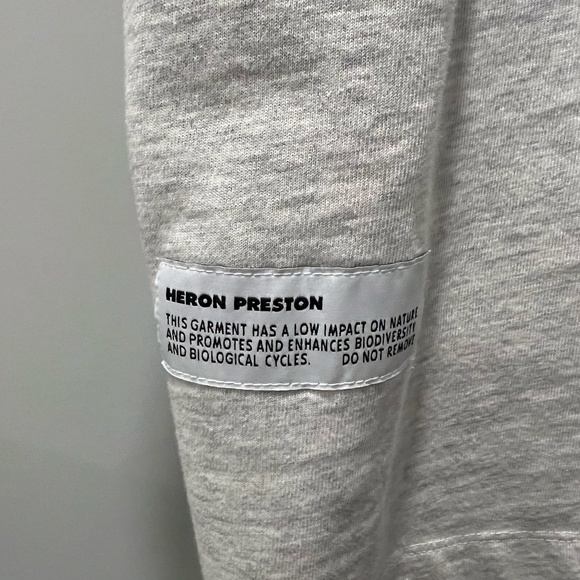 HERON PRESTON
THIS GARMENT HAS A LOW IMPACT ON NATURE
AND PROMOTES AND ENHANCES BIODIVERSITY
AND BIOLOGICAL CYCLES. DO NOT REMOVE